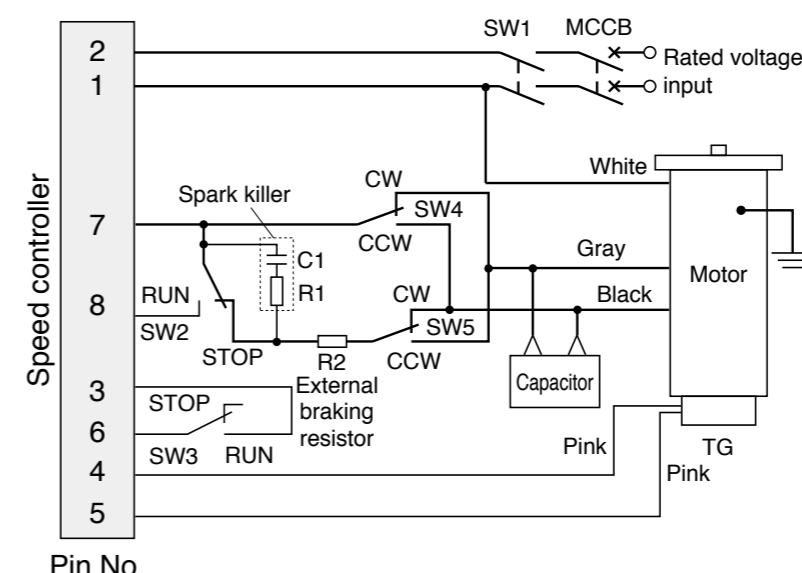 SW1 MCCB
2
Rated voltage
1
input
White
Speed controller
Spark killer
CW
7
SW4
CCW
C1
Gray
Motor
R1
8
RUN
CW
Black
SW2
SW5
STOP
R2
CCW
Capacitor
3
External
STOP
braking
6
resistor
SW3 RUN
Pink
TG
4
Pink
5
Pin No